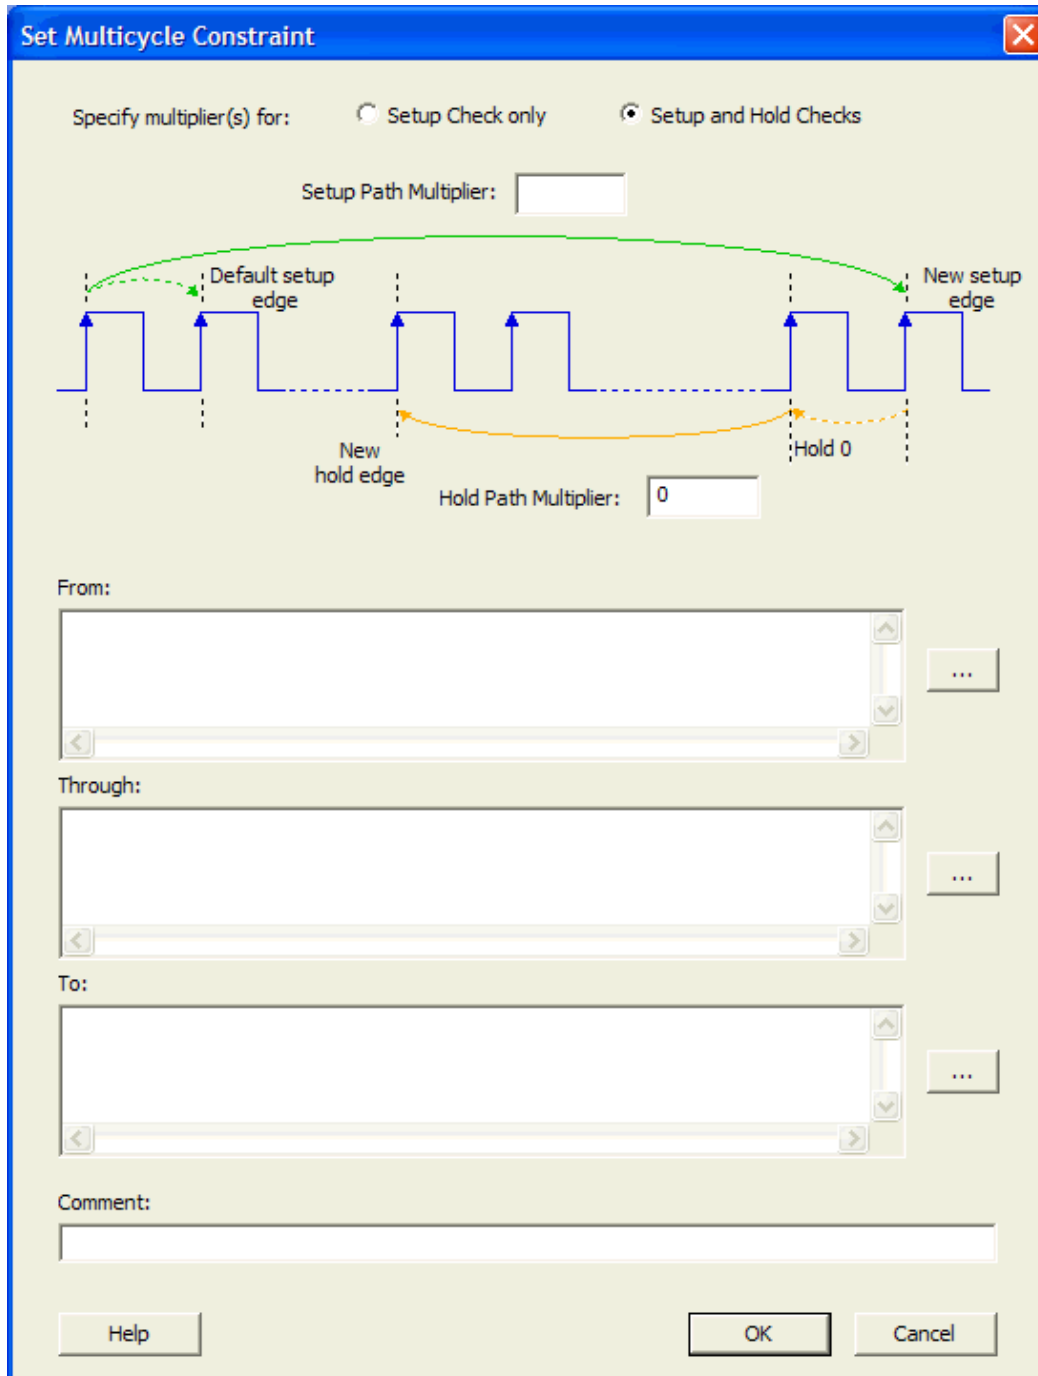 Set Multicycle Constraint
Specify multiplier(s) for:
Setup Check only
Setup and Hold Checks
Setup Path Multiplier:
Default setup
edge
New setup
edge
New
hold edge
Hold 0
Hold Path Multiplier:
0
From:
...
Through:
...
To:
...
Comment:
Help
OK
Cancel